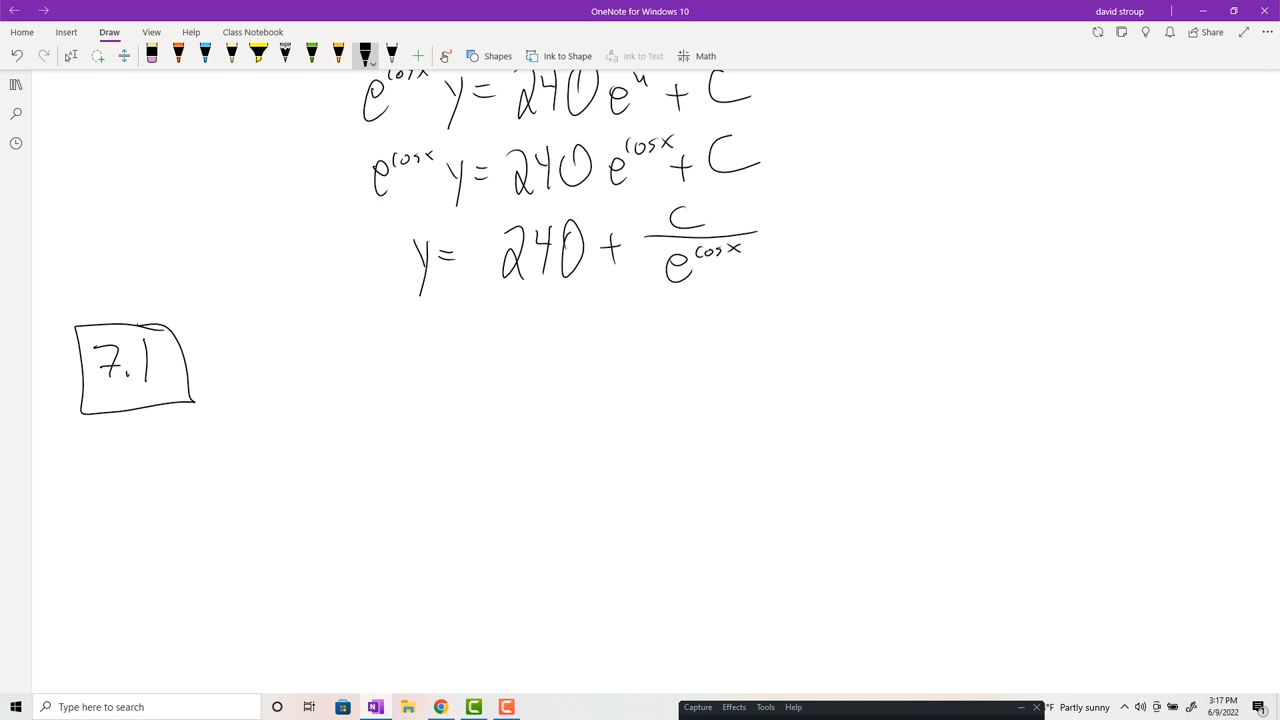 OneNote for Windows 10
david stroup
Home Insert Draw View Help Class Notebook
Share
Shapes Ink to Shape Ink to Text Math
e^cosx y = 240 e^u + C
e^cosx y = 240 e^cosx + C
y = 240 + C/e^cosx
7.1
Type here to search
Capture Effects Tools Help
°F Partly sunny
3:17 PM
6/9/2022